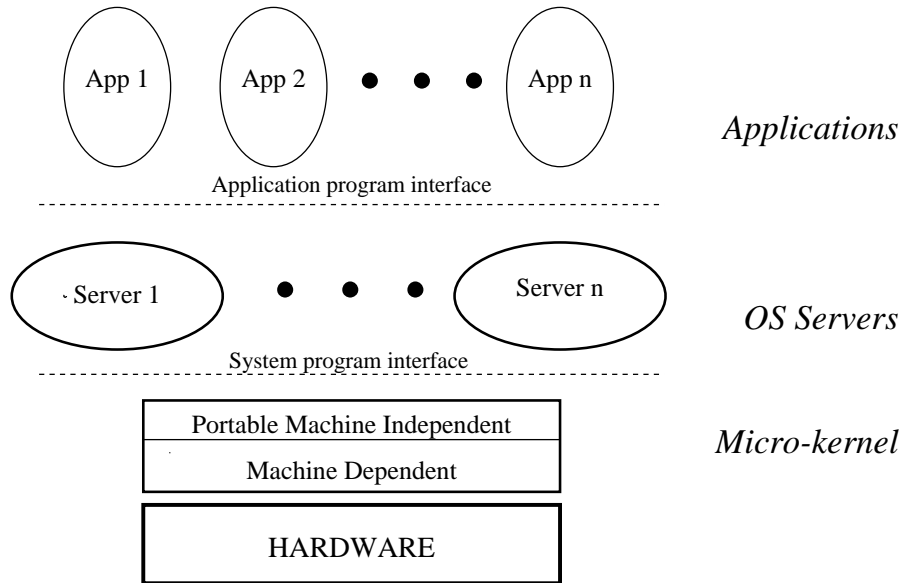 App 1
App 2
App n
Applications
Application program interface
Server 1
Server n
OS Servers
System program interface
Portable Machine Independent
Micro-kernel
Machine Dependent
HARDWARE